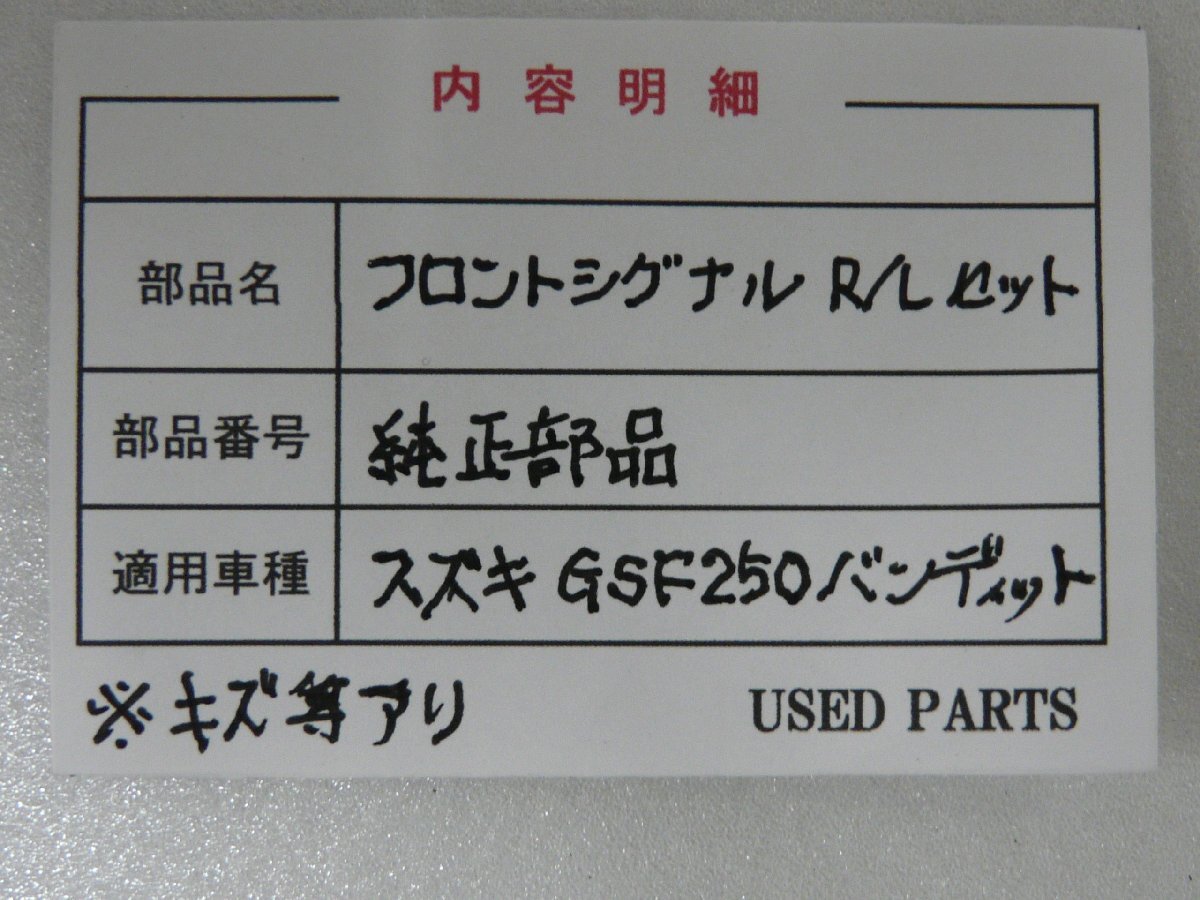 内容明細
部品名 フロントシグナル R/L セット
部品番号 純正部品
適用車種 スズキ GSF250バンディット
※キズ等アリ USED PARTS